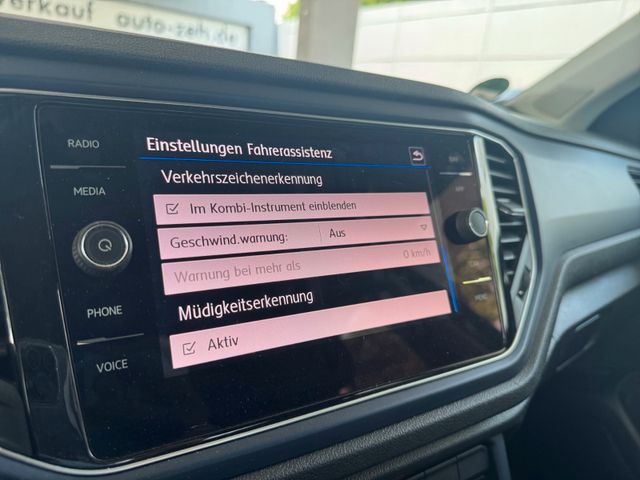 verkauf auto-zeih.de
RADIO
MEDIA
PHONE
VOICE
Einstellungen Fahrerassistenz
Verkehrszeichenerkennung
Im Kombi-Instrument einblenden
Geschwind.warnung: Aus
Warnung bei mehr als 0 km/h
Müdigkeitserkennung
Aktiv